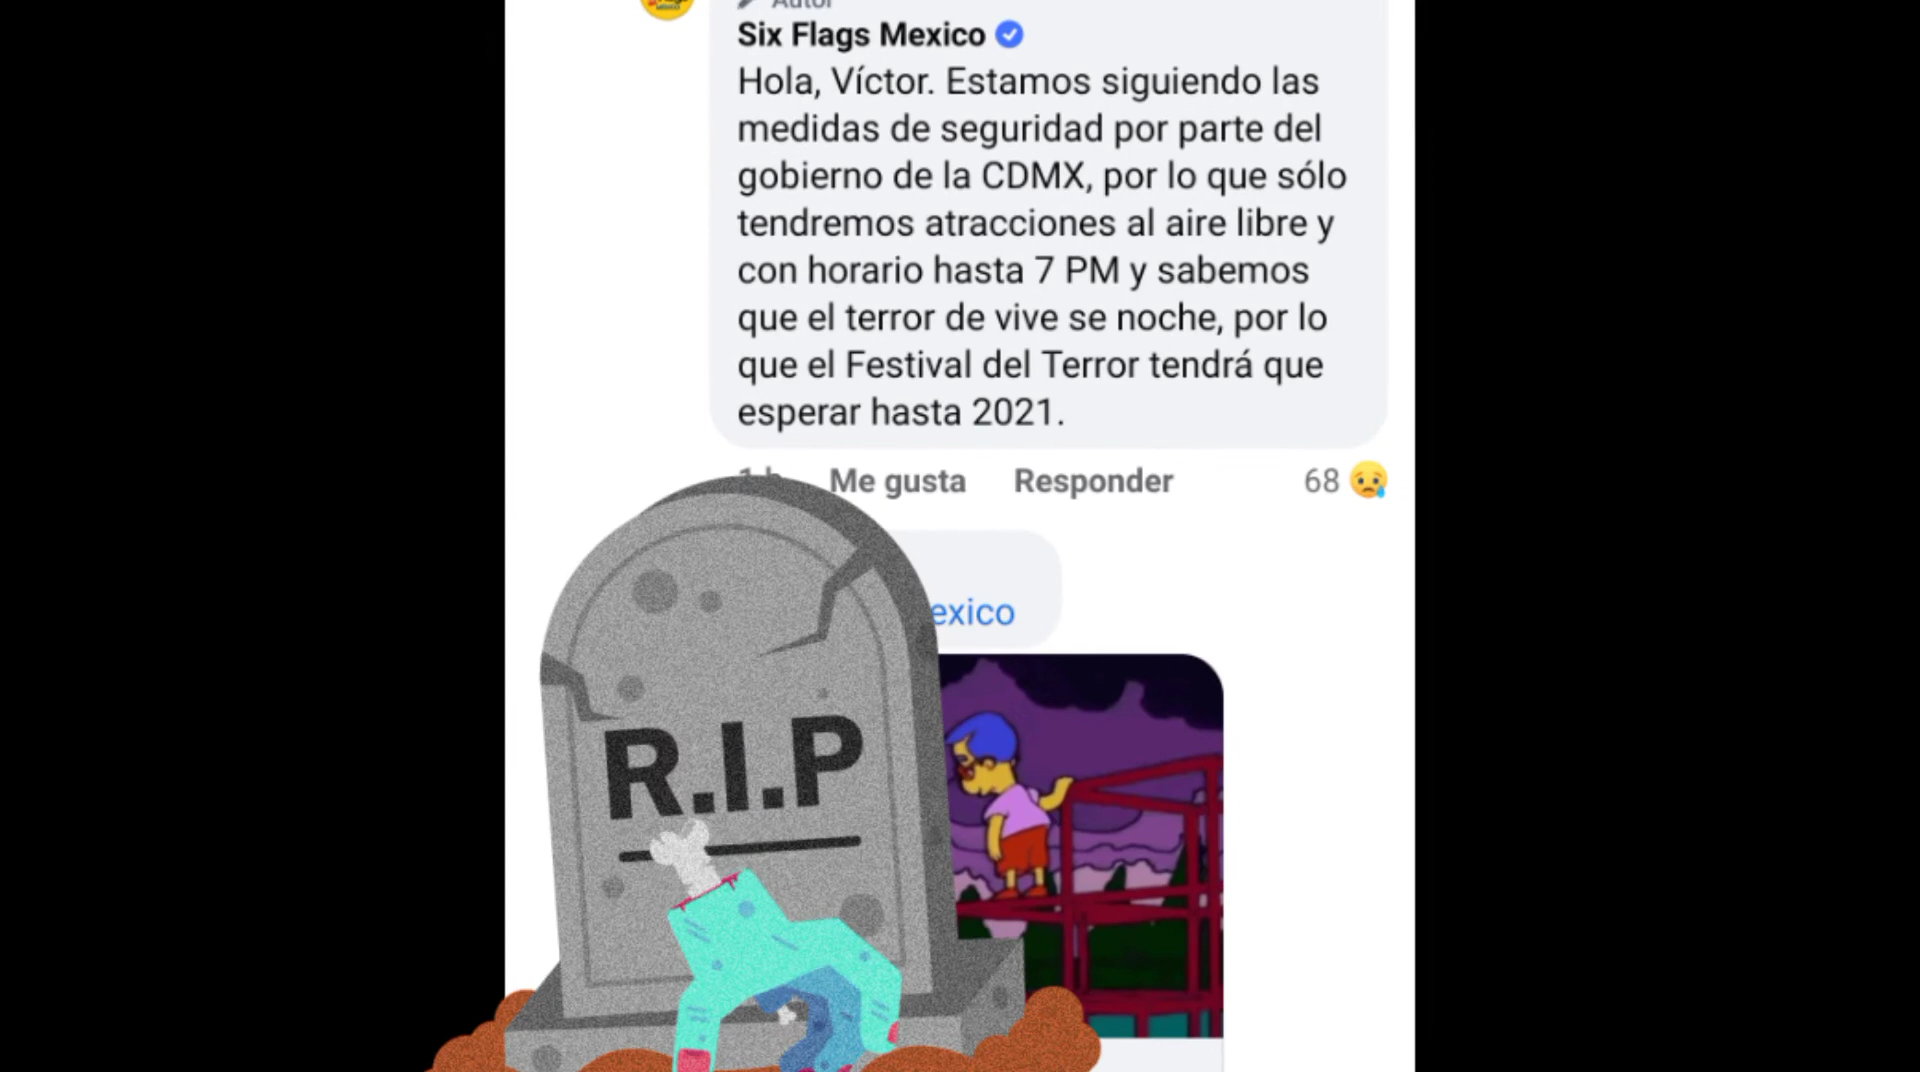 Autor
Six Flags Mexico
Hola, Víctor. Estamos siguiendo las
medidas de seguridad por parte del
gobierno de la CDMX, por lo que sólo
tendremos atracciones al aire libre y
con horario hasta 7 PM y sabemos
que el terror de vive se noche, por lo
que el Festival del Terror tendrá que
esperar hasta 2021.
1 h Me gusta Responder 68
exico
R.I.P